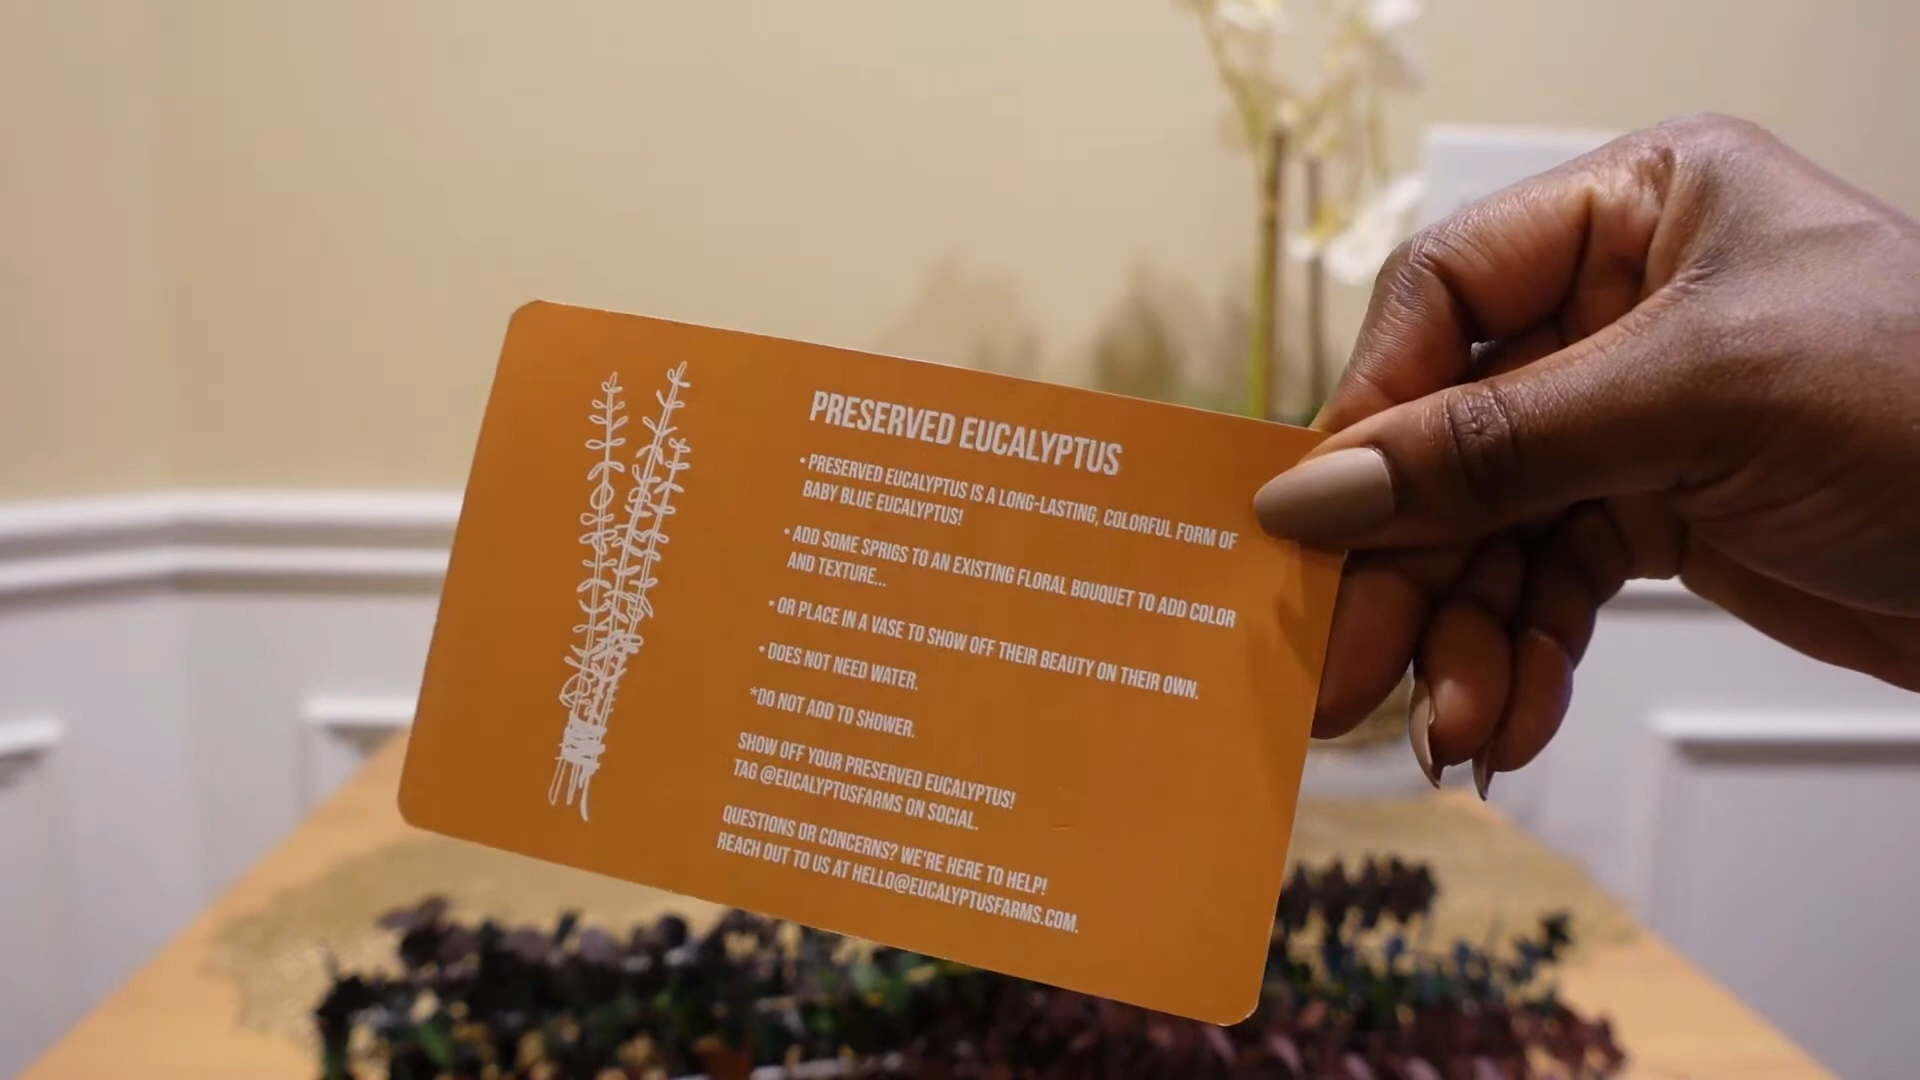 PRESERVED EUCALYPTUS
• PRESERVED EUCALYPTUS IS A LONG-LASTING, COLORFUL FORM OF
BABY BLUE EUCALYPTUS!
• ADD SOME SPRIGS TO AN EXISTING FLORAL BOUQUET TO ADD COLOR
AND TEXTURE...
• OR PLACE IN A VASE TO SHOW OFF THEIR BEAUTY ON THEIR OWN.
• DOES NOT NEED WATER.
*DO NOT ADD TO SHOWER.
SHOW OFF YOUR PRESERVED EUCALYPTUS!
TAG @EUCALYPTUSFARMS ON SOCIAL.
QUESTIONS OR CONCERNS? WE'RE HERE TO HELP!
REACH OUT TO US AT HELLO@EUCALYPTUSFARMS.COM.